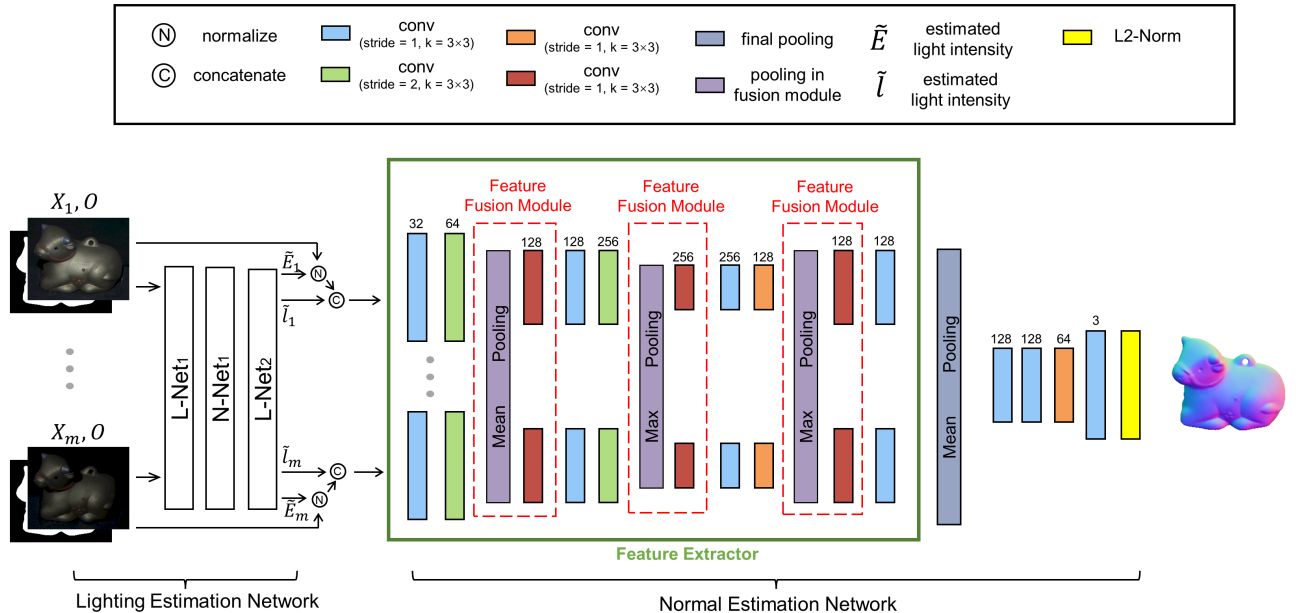 N normalize
conv
(stride = 1, k = 3×3)
conv
(stride = 1, k = 3×3)
final pooling
Ẽ
estimated
light intensity
L2-Norm
C concatenate
conv
(stride = 2, k = 3×3)
conv
(stride = 1, k = 3×3)
pooling in
fusion module
l̃
estimated
light intensity
X₁, O
Xₘ, O
L-Net₁
N-Net₁
L-Net₂
Ẽ₁
N
l̃₁
C
l̃ₘ
C
Ẽₘ
N
Feature
Fusion Module
Feature
Fusion Module
Feature
Fusion Module
32
64
128
128
256
256
256
128
128
128
Mean Pooling
Max Pooling
Max Pooling
Mean Pooling
128
128
64
3
Feature Extractor
Lighting Estimation Network
Normal Estimation Network